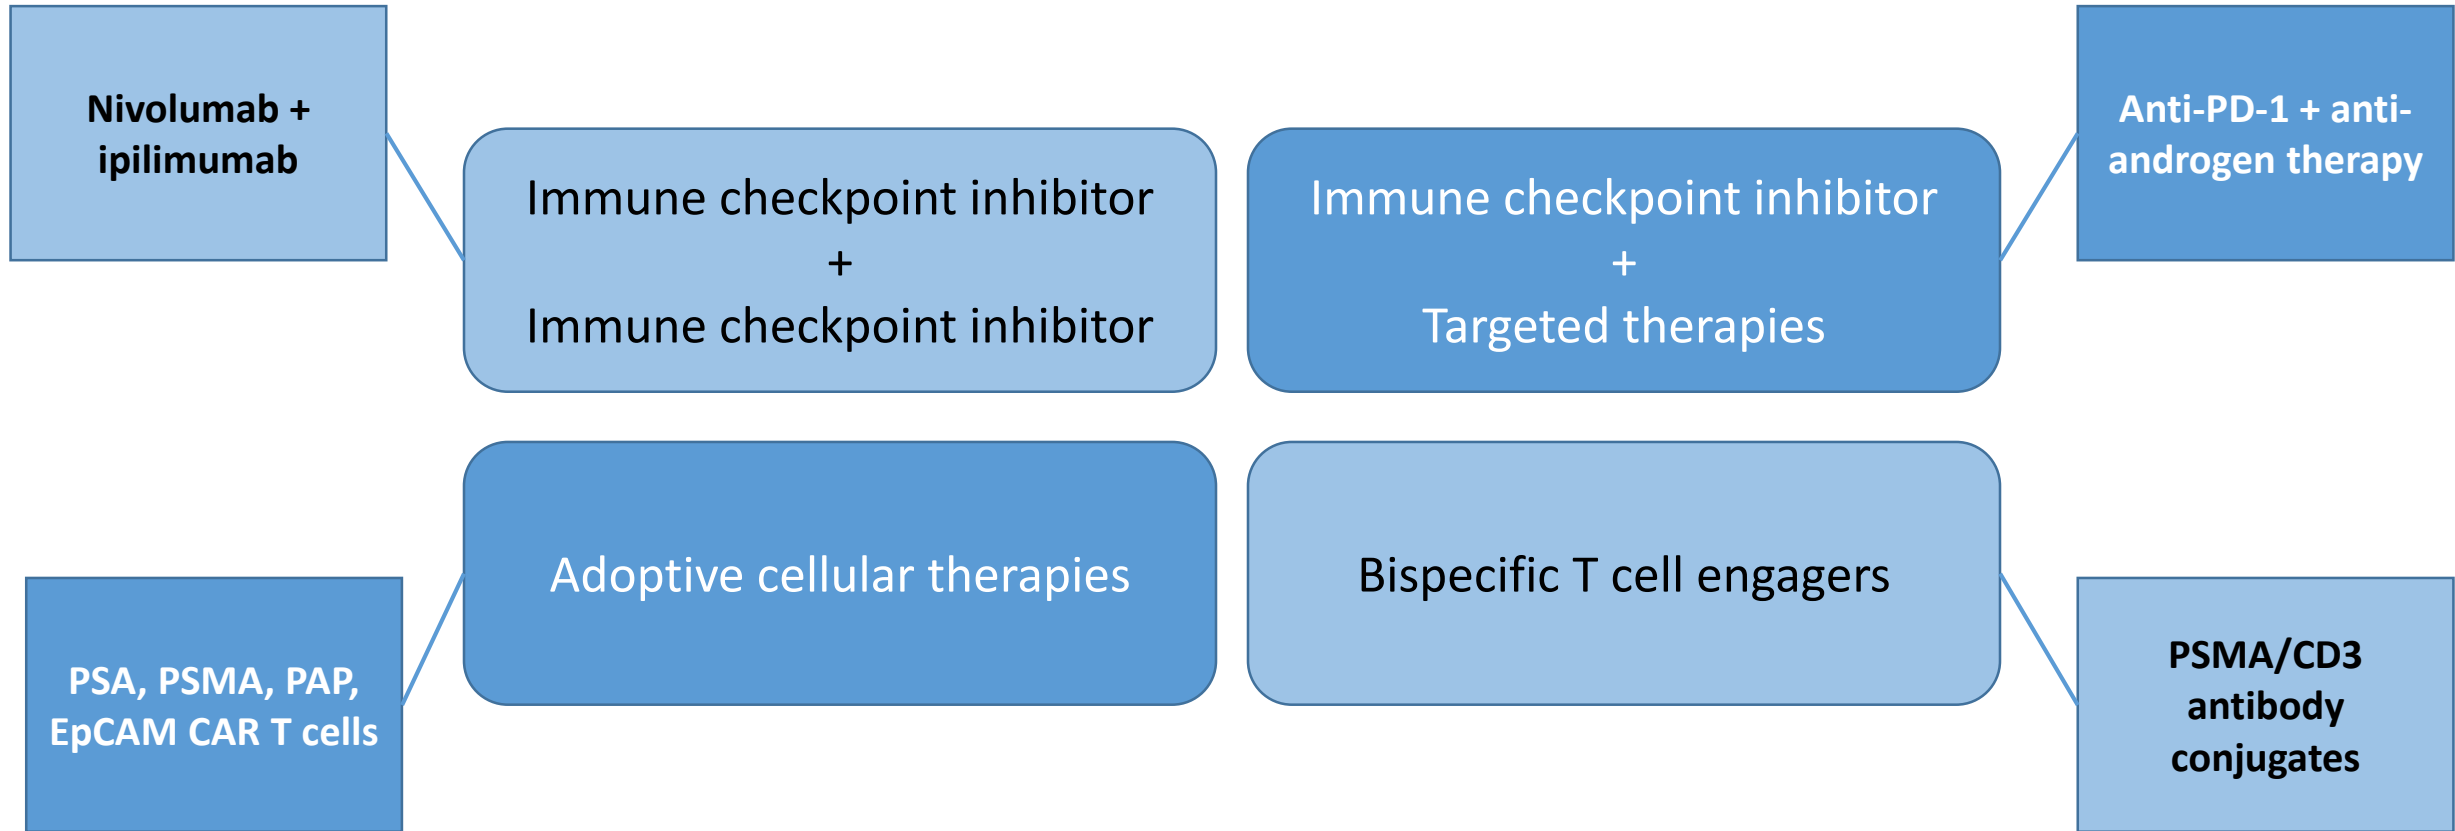 Nivolumab +
ipilimumab
Immune checkpoint inhibitor
+
Immune checkpoint inhibitor
Immune checkpoint inhibitor
+
Targeted therapies
Anti-PD-1 + anti-
androgen therapy
PSA, PSMA, PAP,
EpCAM CAR T cells
Adoptive cellular therapies
Bispecific T cell engagers
PSMA/CD3
antibody
conjugates